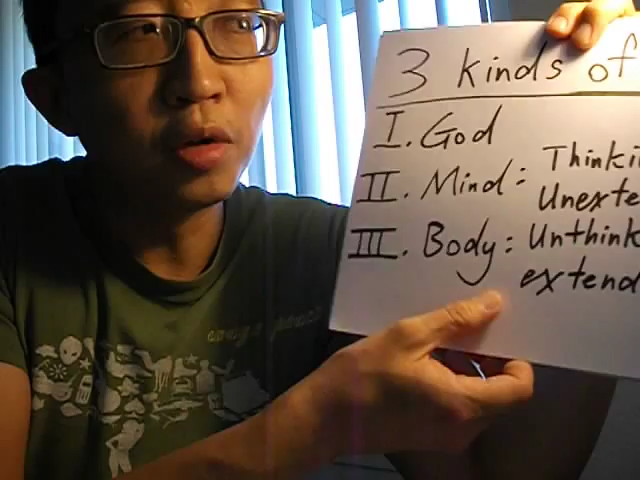 3 kinds of
I. God
II. Mind: Thinki
Unexte
III. Body: Unthink
extend